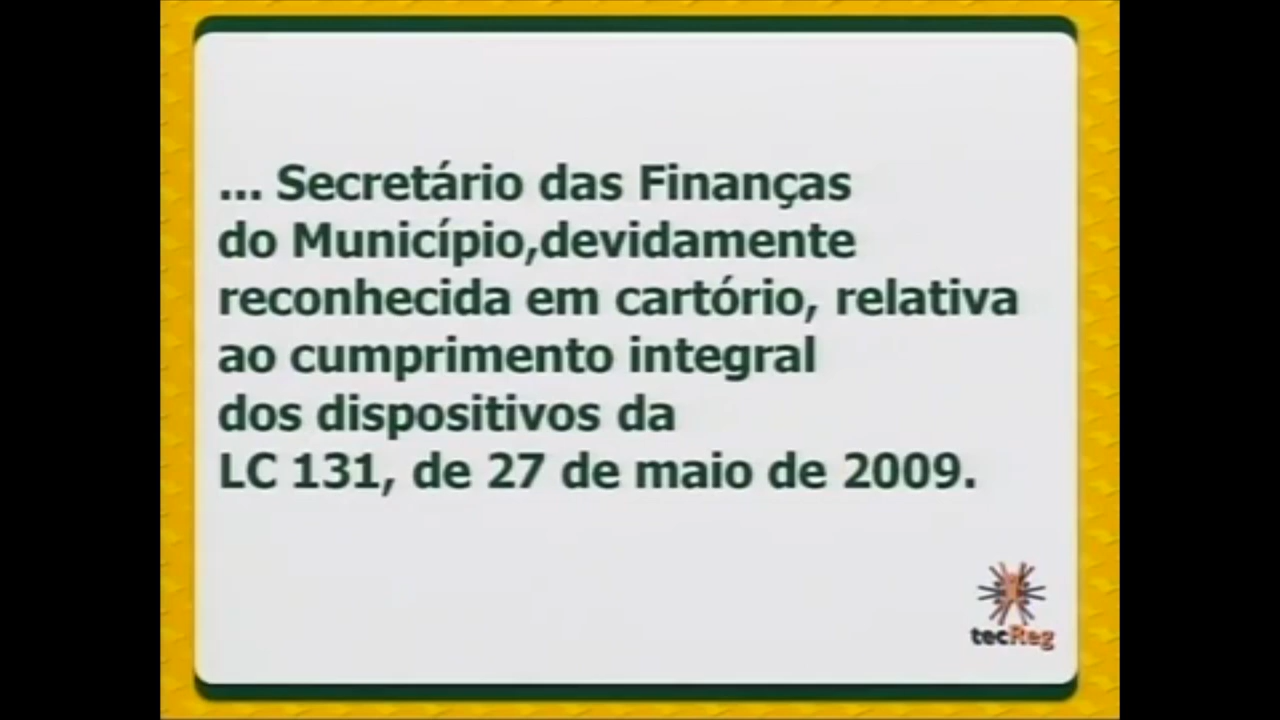 ... Secretário das Finanças
do Município,devidamente
reconhecida em cartório, relativa
ao cumprimento integral
dos dispositivos da
LC 131, de 27 de maio de 2009.
tecReg